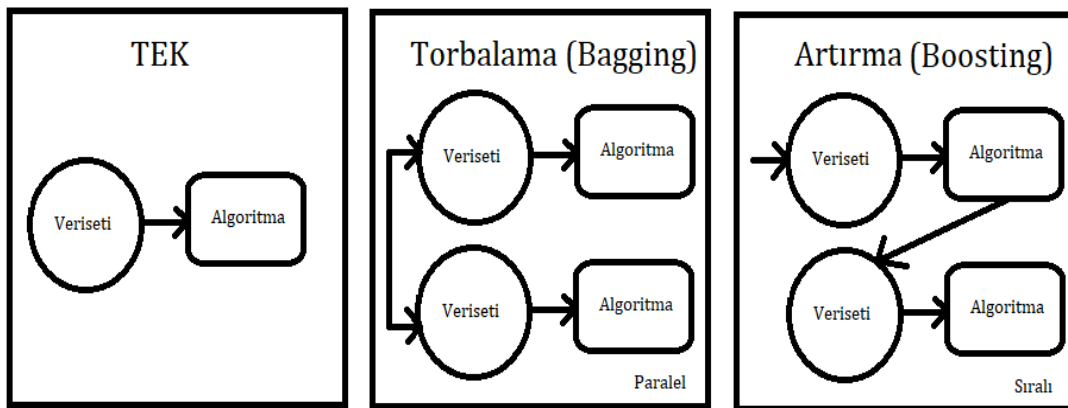 TEK
Veriseti
Algoritma
Torbalama (Bagging)
Veriseti
Algoritma
Veriseti
Algoritma
Paralel
Artırma (Boosting)
Veriseti
Algoritma
Veriseti
Algoritma
Sıralı